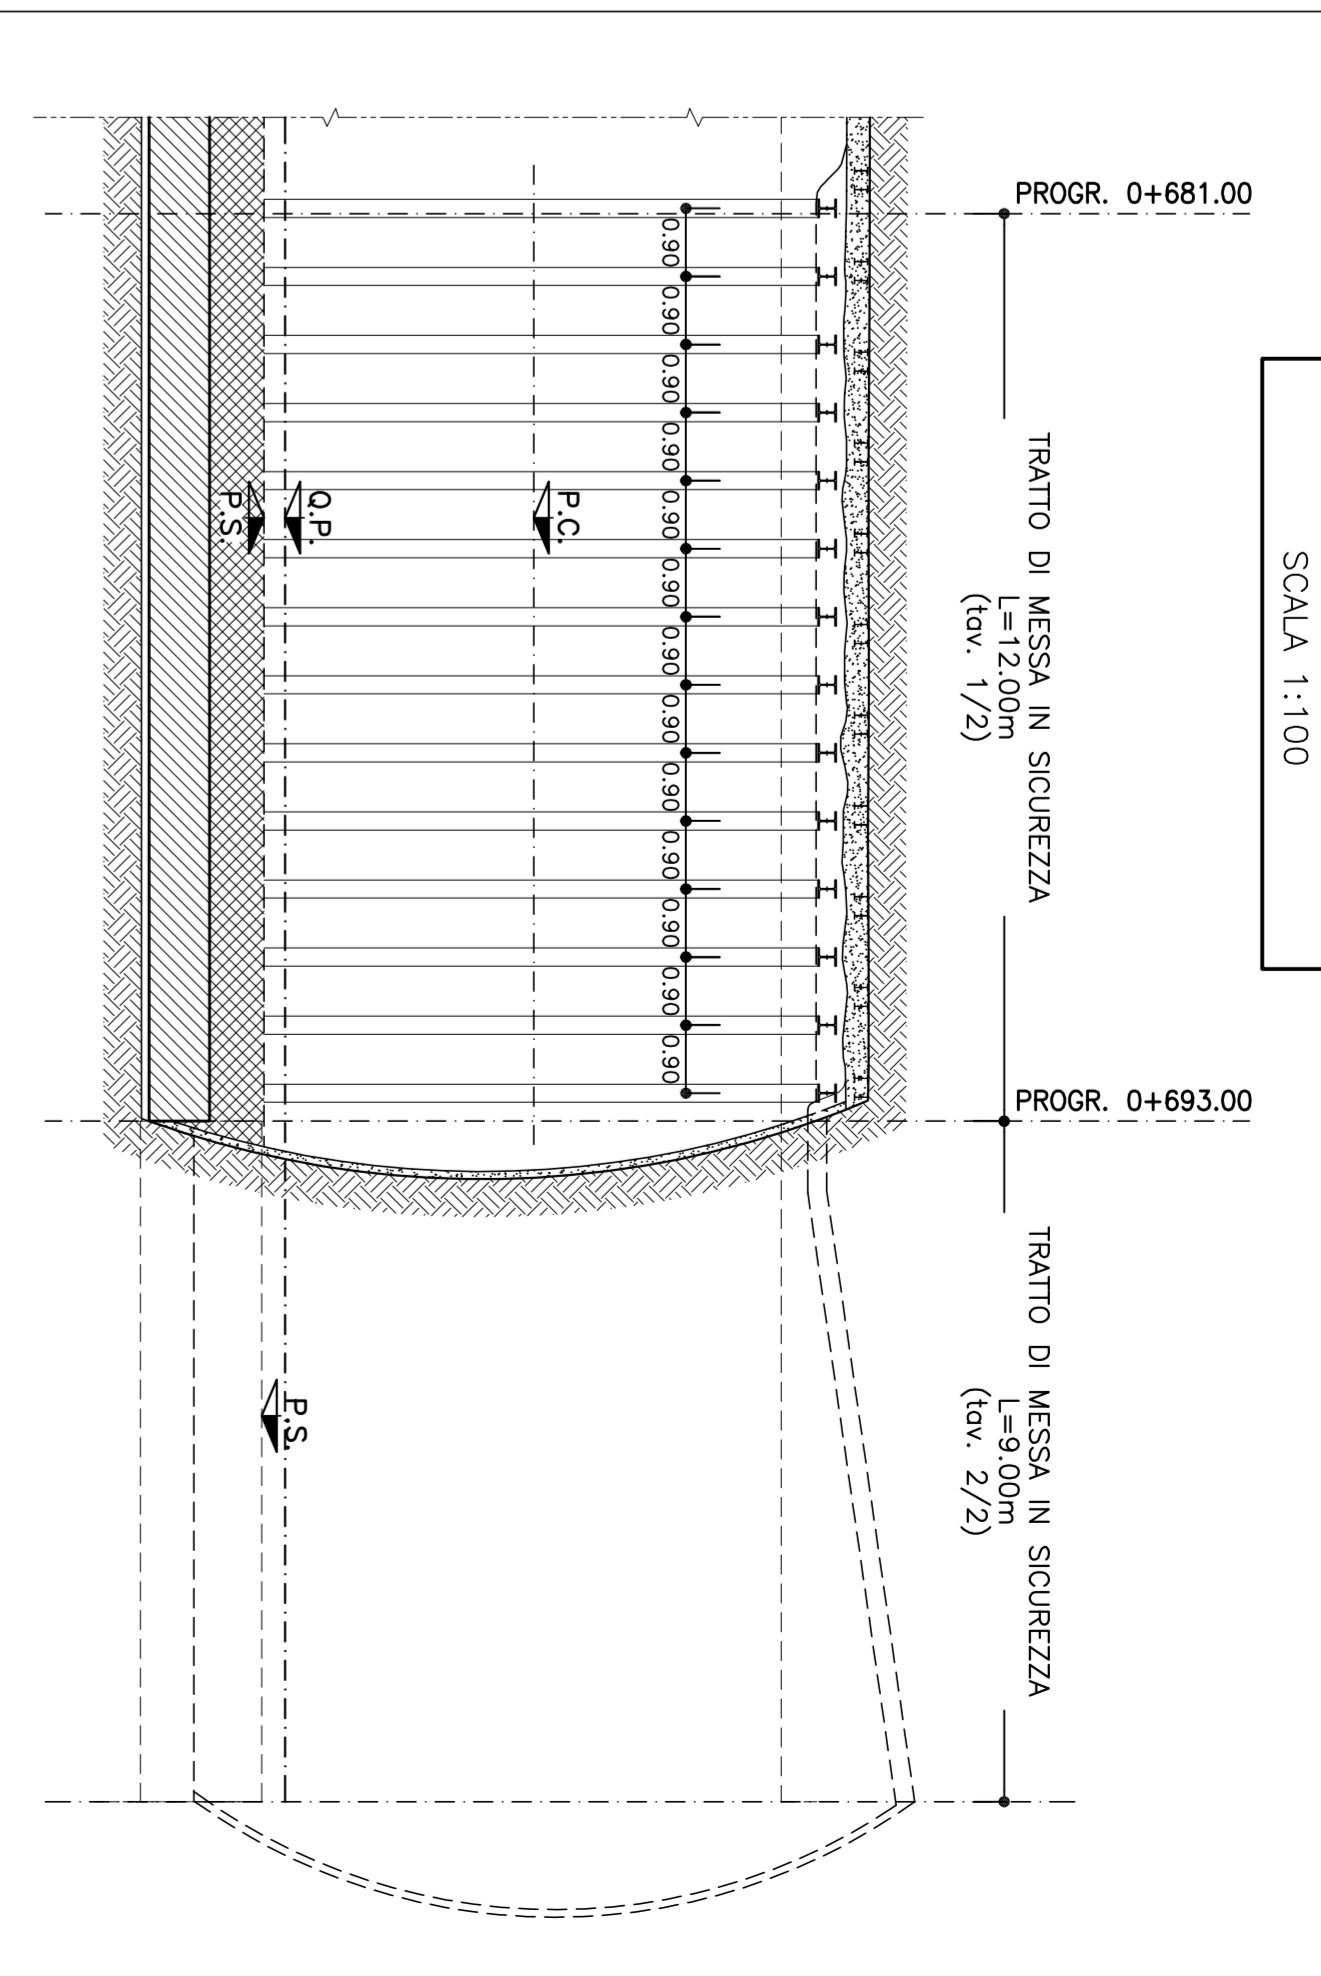 PROGR. 0+681.00
0.90
0.90
0.90
0.90
0.90
0.90
0.90
0.90
0.90
0.90
0.90
0.90
0.90
P.S.
Q.P.
P.C.
TRATTO DI MESSA IN SICUREZZA
L=12.00m
(tav. 1/2)
SCALA 1:100
PROGR. 0+693.00
TRATTO DI MESSA IN SICUREZZA
L=9.00m
(tav. 2/2)
P.S.